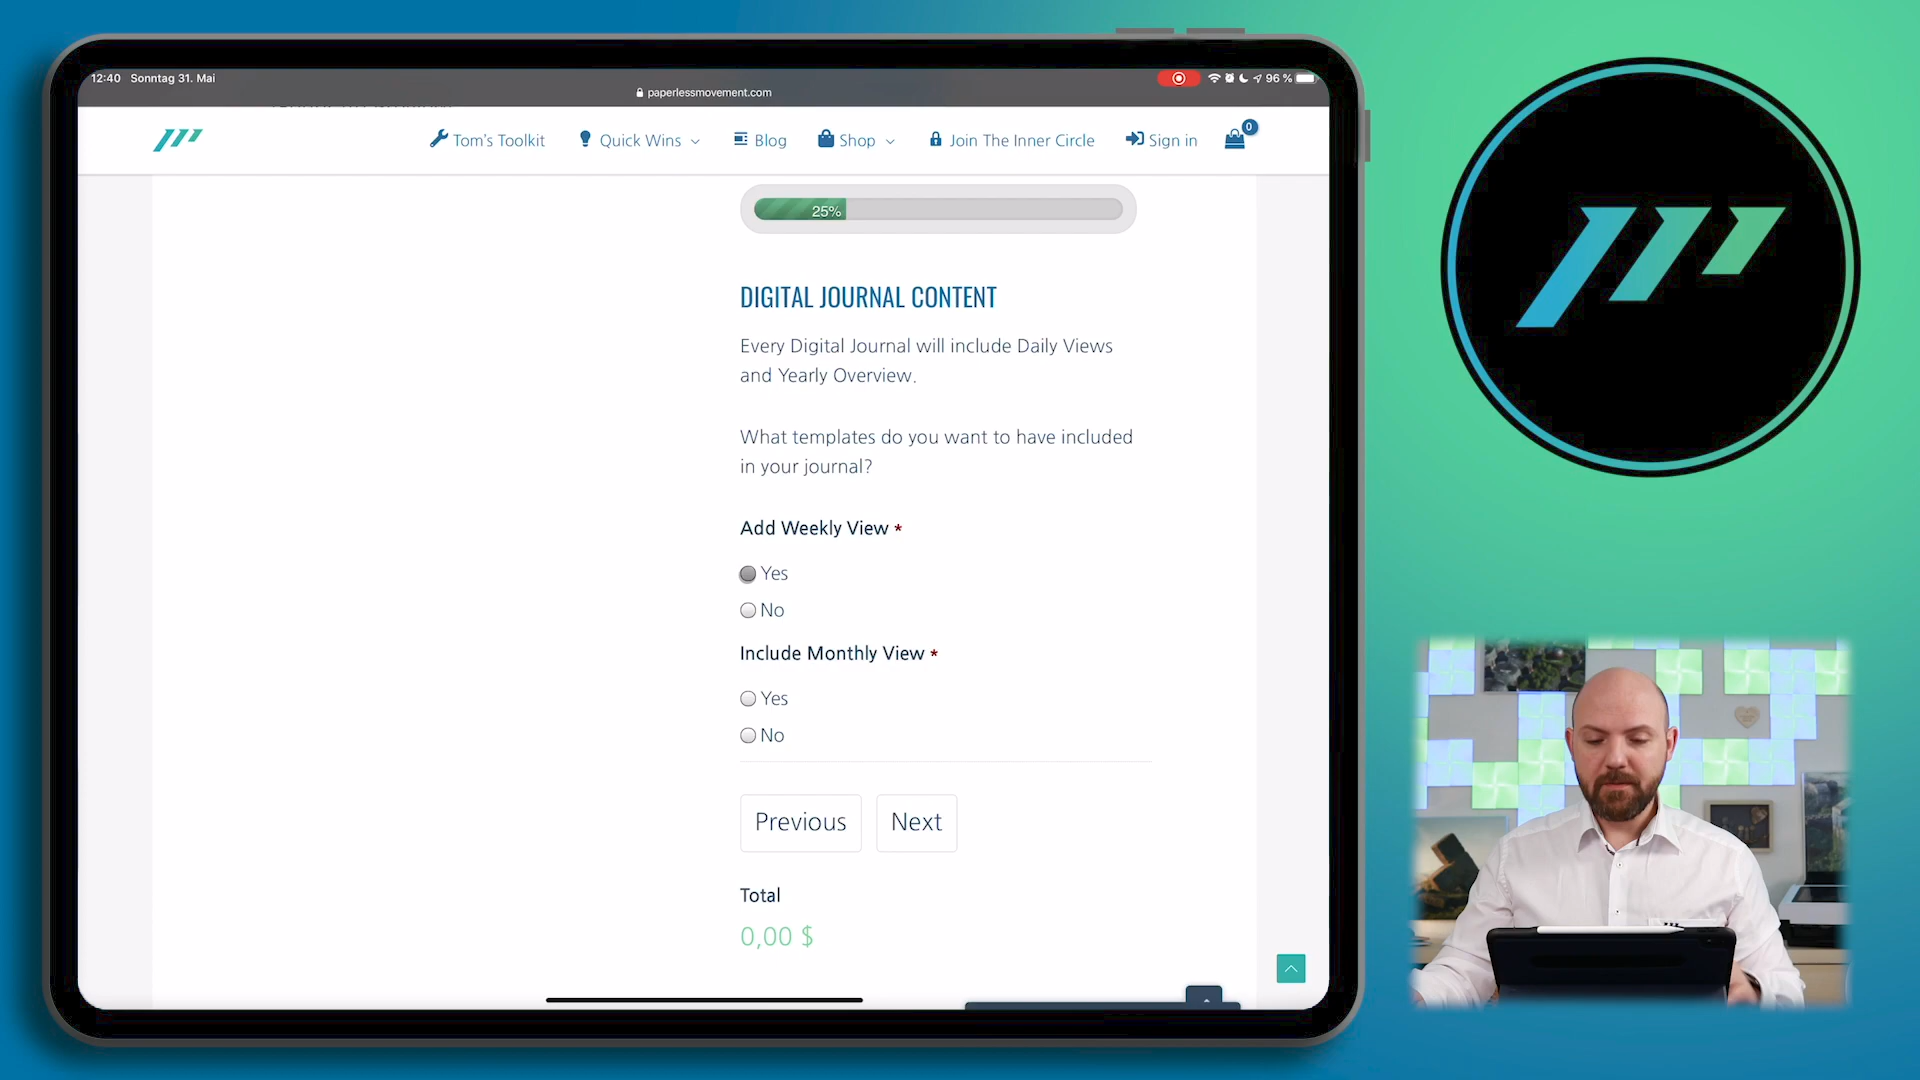 12:40 Sonntag 31. Mai
96 %
paperlessmovement.com
Tom's Toolkit
Quick Wins
Blog
Shop
Join The Inner Circle
Sign in
0
25%
DIGITAL JOURNAL CONTENT
Every Digital Journal will include Daily Views
and Yearly Overview.
What templates do you want to have included
in your journal?
Add Weekly View *
Yes
No
Include Monthly View *
Yes
No
Previous
Next
Total
0,00 $